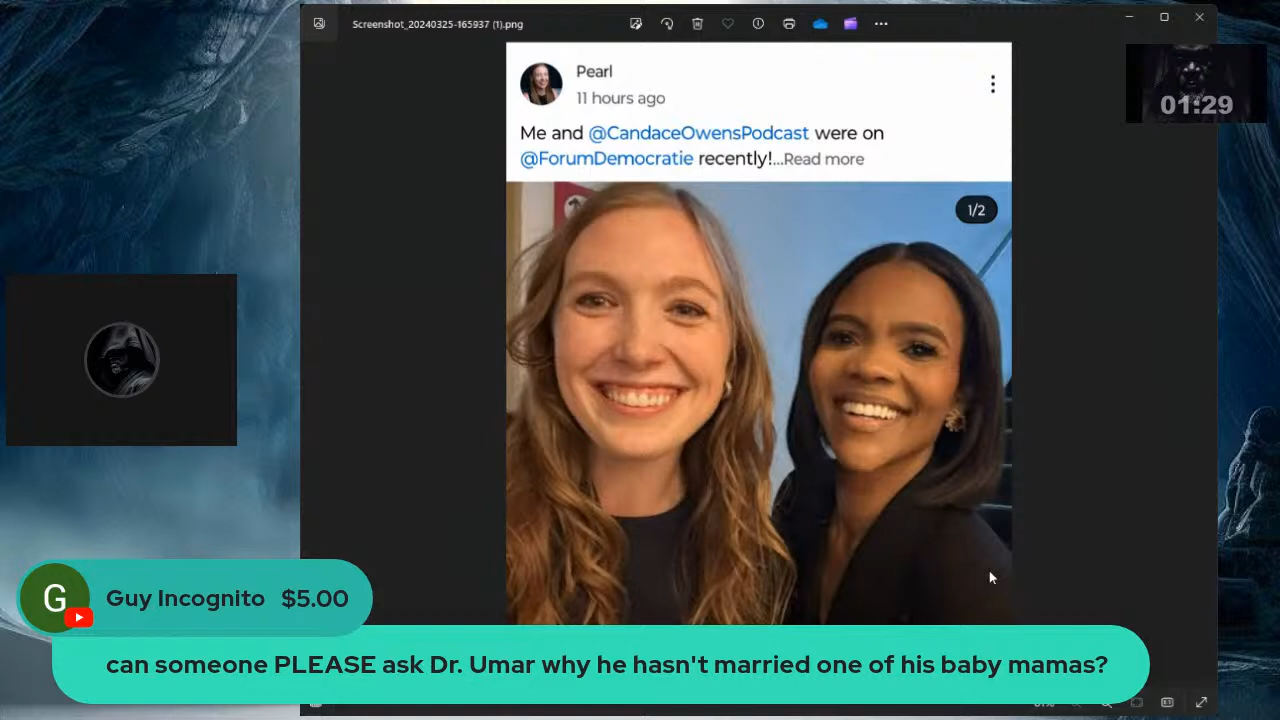 Screenshot_20240325-165937 (1).png
01:29
Pearl
11 hours ago
Me and @CandaceOwensPodcast were on
@ForumDemocratie recently!...Read more
1/2
G
Guy Incognito $5.00
can someone PLEASE ask Dr. Umar why he hasn't married one of his baby mamas?